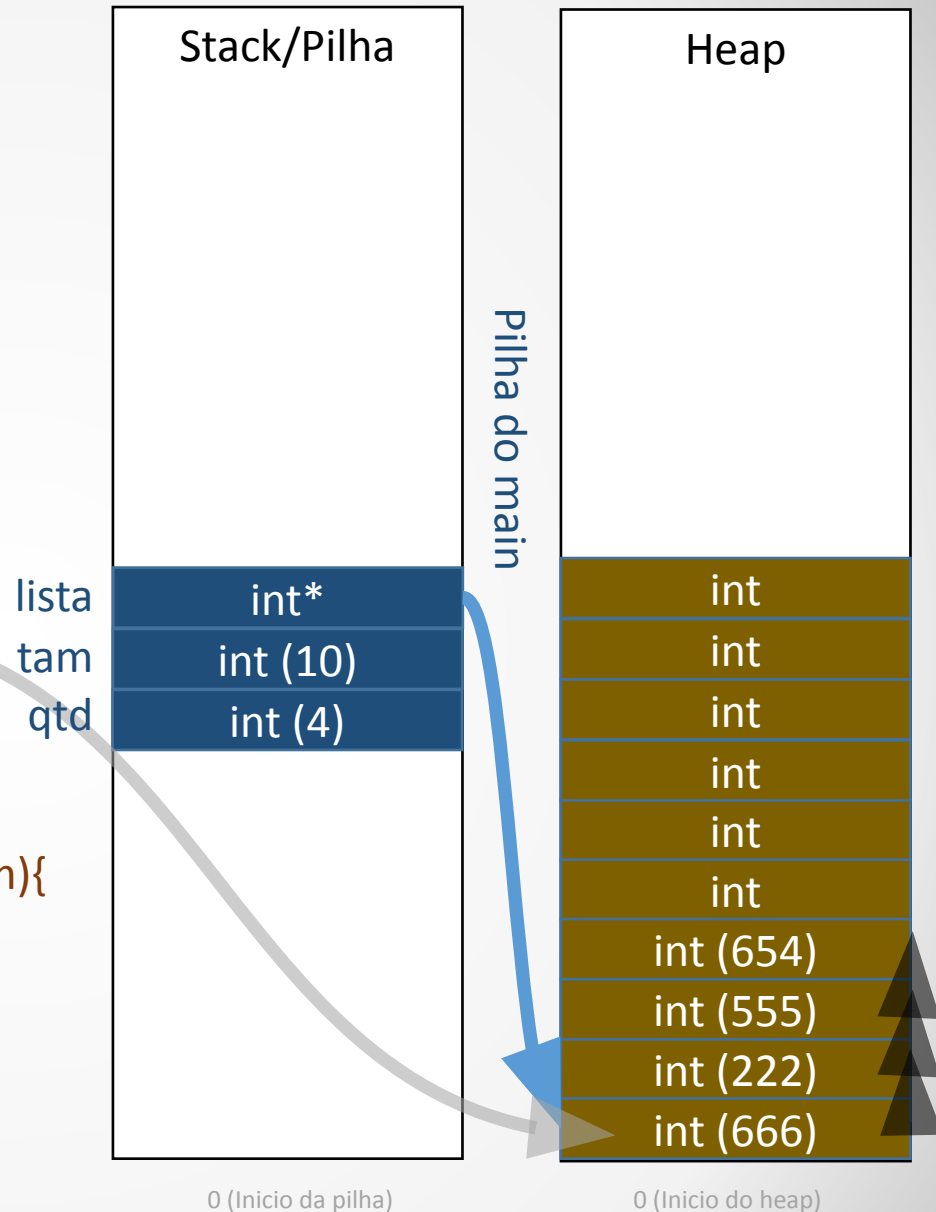 Stack/Pilha
Heap
Pilha do main
lista
int*
tam
int (10)
qtd
int (4)
){
int
int
int
int
int
int
int (654)
int (555)
int (222)
int (666)
0 (Inicio da pilha)
0 (Inicio do heap)